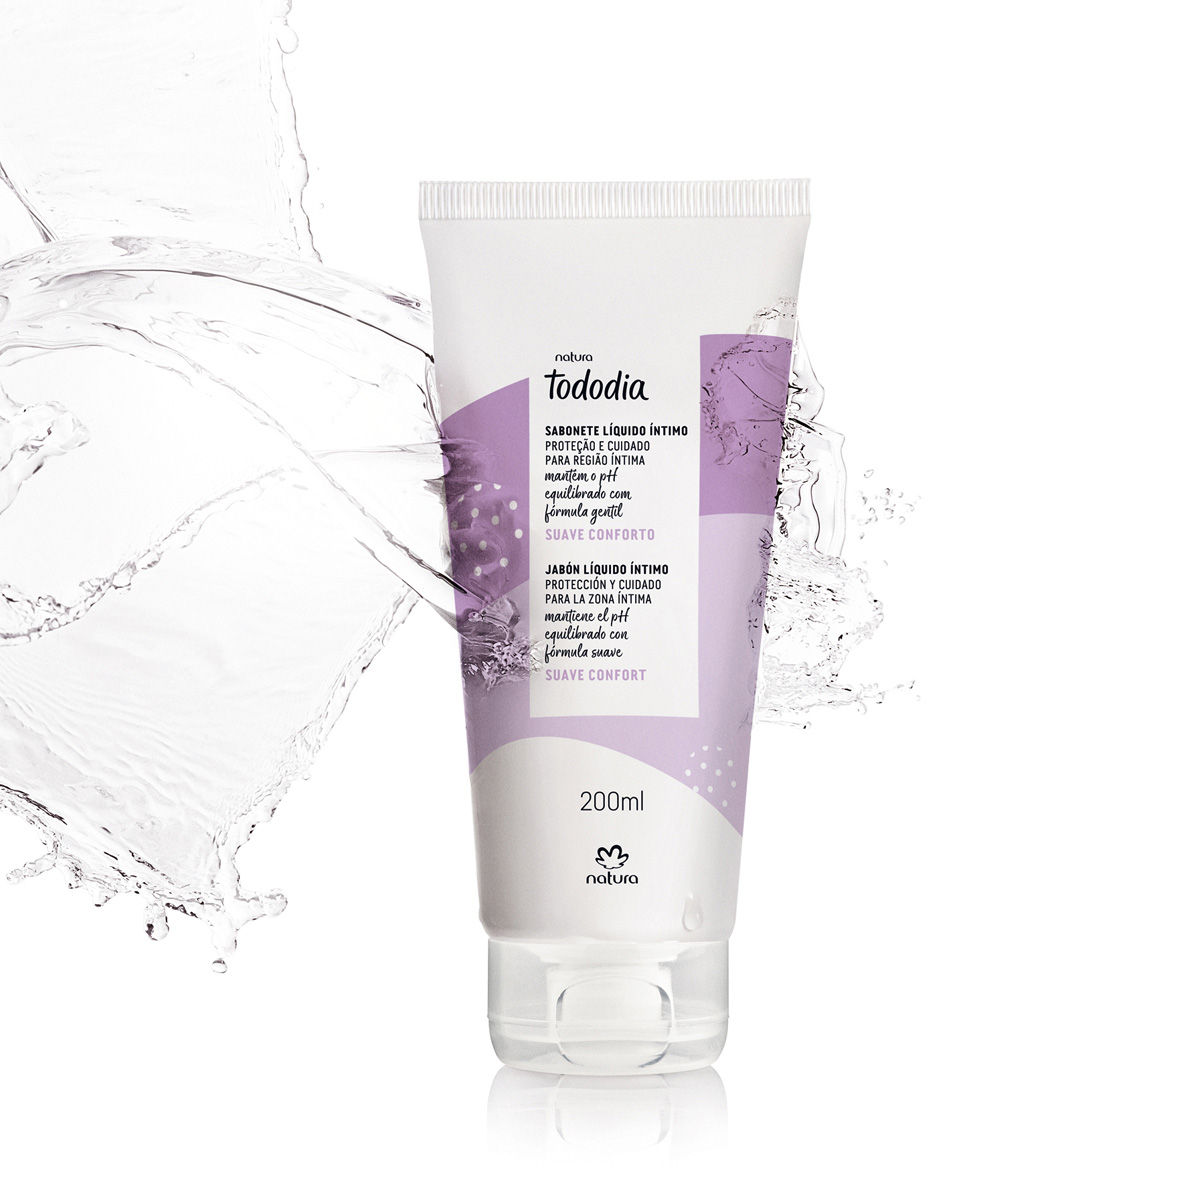 natura
Tododia
SABONETE LÍQUIDO ÍNTIMO
PROTEÇÃO E CUIDADO
PARA REGIÃO ÍNTIMA
mantém o pH
equilibrado com
fórmula gentil
SUAVE CONFORTO
JABÓN LÍQUIDO ÍNTIMO
PROTECCIÓN Y CUIDADO
PARA LA ZONA ÍNTIMA
mantiene el pH
equilibrado con
fórmula suave
SUAVE CONFORT
200ml
natura